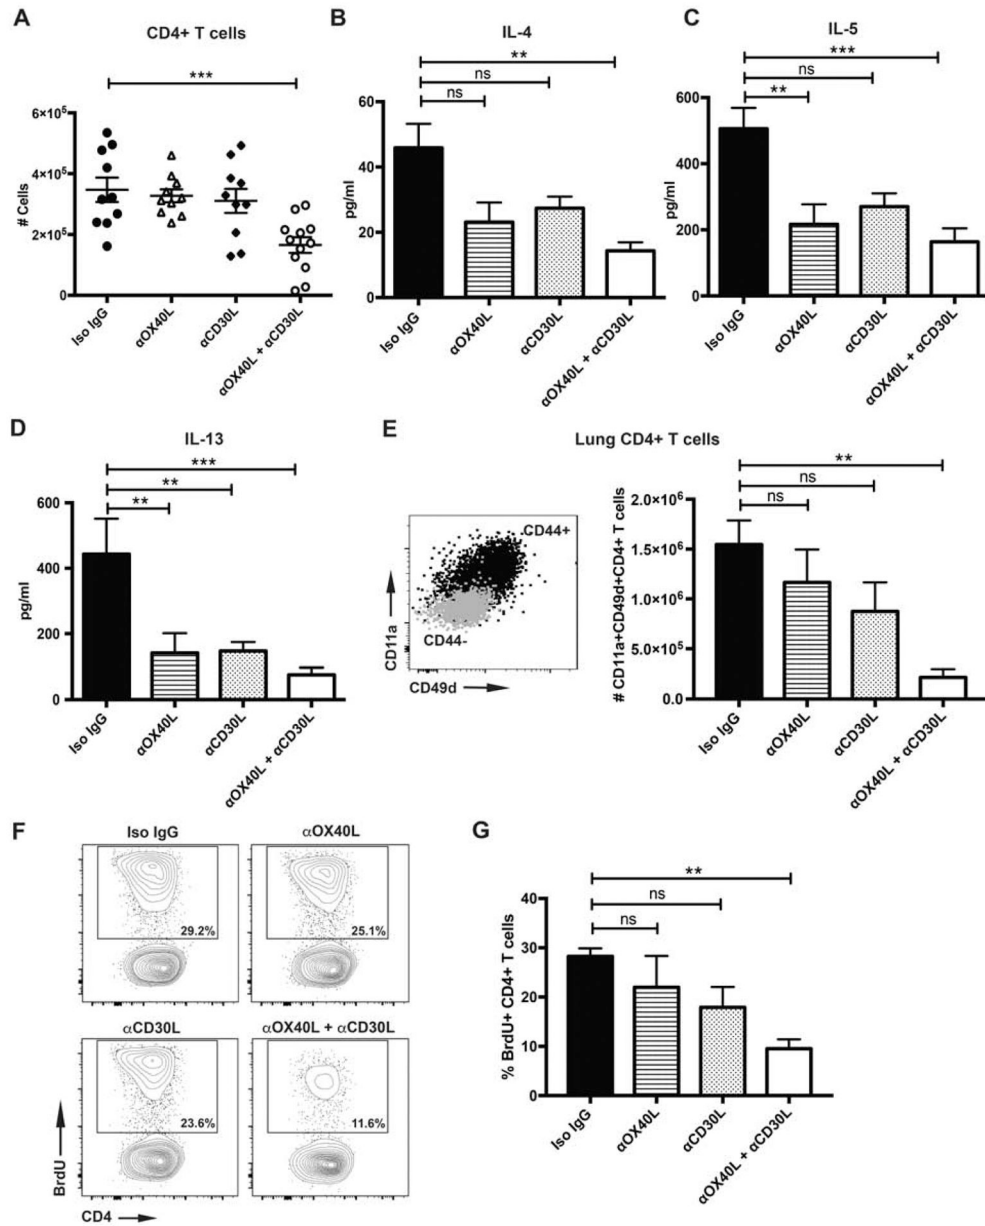 A
CD4+ T cells
***
# Cells
6×10⁵
4×10⁵
2×10⁵
0
Iso IgG
αOX40L
αCD30L
αOX40L + αCD30L
B
IL-4
**
ns
ns
pg/ml
60
40
20
0
Iso IgG
αOX40L
αCD30L
αOX40L + αCD30L
C
IL-5
***
ns
**
pg/ml
600
400
200
0
Iso IgG
αOX40L
αCD30L
αOX40L + αCD30L
D
IL-13
***
**
**
pg/ml
600
400
200
0
Iso IgG
αOX40L
αCD30L
αOX40L + αCD30L
E
Lung CD4+ T cells
CD44+
CD44-
CD11a
CD49d
**
ns
ns
# CD11a+CD49d+CD4+ T cells
2.0×10⁶
1.5×10⁶
1.0×10⁶
5.0×10⁵
0.0
Iso IgG
αOX40L
αCD30L
αOX40L + αCD30L
F
Iso IgG
29.2%
αOX40L
25.1%
αCD30L
23.6%
αOX40L + αCD30L
11.6%
BrdU
CD4
G
**
ns
ns
% BrdU+ CD4+ T cells
40
30
20
10
0
Iso IgG
αOX40L
αCD30L
αOX40L + αCD30L